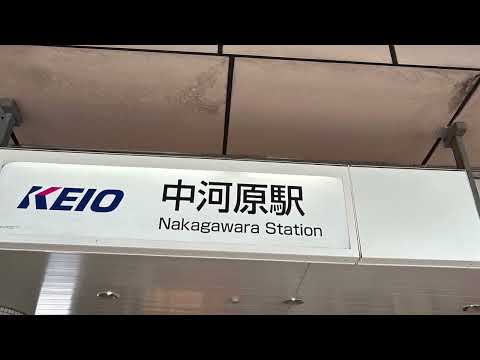 KEIO
中河原駅
Nakagawara Station